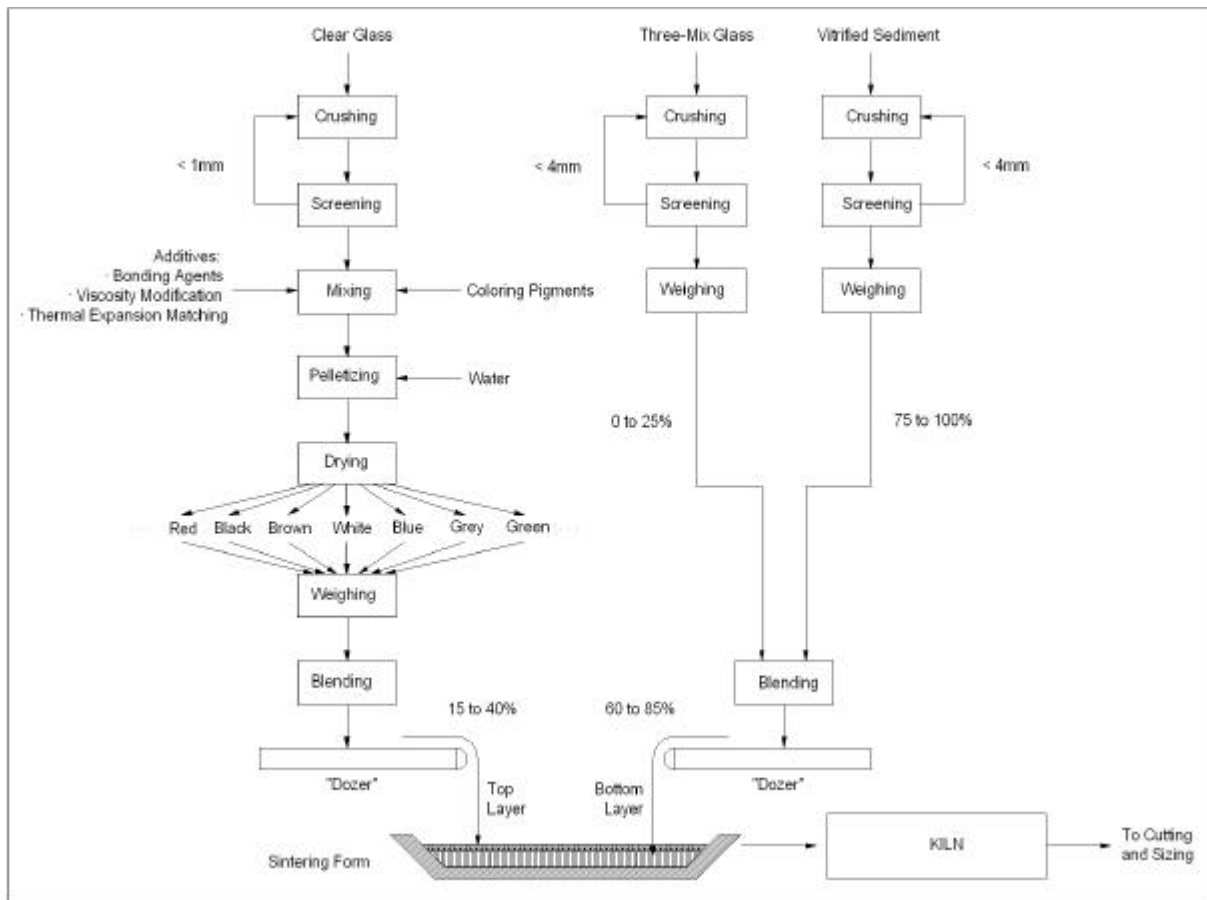 Clear Glass
Three-Mix Glass
Vitrified Sediment
Crushing
Crushing
Crushing
< 1mm
< 4mm
< 4mm
Screening
Screening
Screening
Additives:
· Bonding Agents
· Viscosity Modification
· Thermal Expansion Matching
Mixing
Coloring Pigments
Weighing
Weighing
Pelletizing
Water
0 to 25%
75 to 100%
Drying
Red
Black
Brown
White
Blue
Grey
Green
Weighing
Blending
Blending
15 to 40%
60 to 85%
"Dozer"
"Dozer"
Top
Layer
Bottom
Layer
Sintering Form
KILN
To Cutting
and Sizing